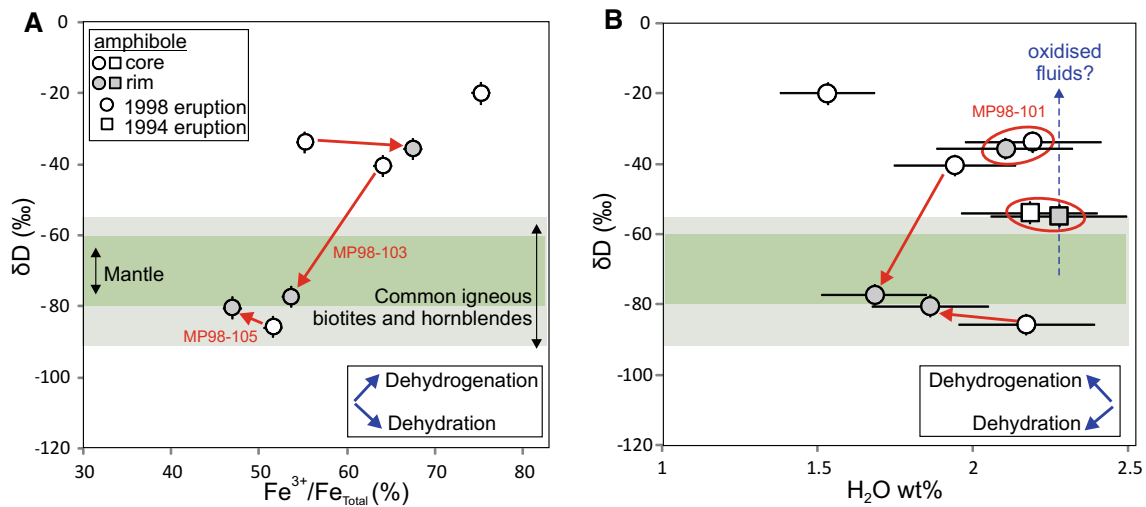 A
amphibole
core
rim
1998 eruption
1994 eruption
0
-20
-40
-60
-80
-100
-120
δD (‰)
Mantle
MP98-103
MP98-105
Common igneous
biotites and hornblendes
Dehydrogenation
Dehydration
30
40
50
60
70
80
Fe³⁺/Fe_Total (%)
B
oxidised
fluids?
MP98-101
0
-20
-40
-60
-80
-100
-120
δD (‰)
Dehydrogenation
Dehydration
1
1.5
2
2.5
H₂O wt%